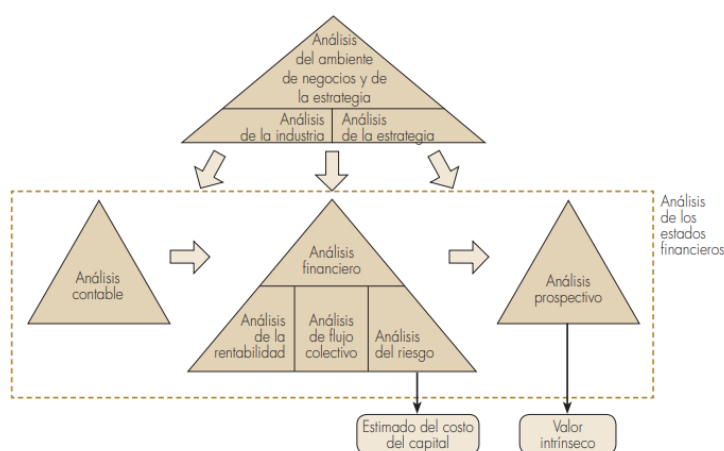 Análisis
del ambiente
de negocios y de
la estrategia
Análisis
de la industria
Análisis
de la estrategia
Análisis
de los
estados
financieros
Análisis
contable
Análisis
financiero
Análisis
de la
rentabilidad
Análisis
de flujo
colectivo
Análisis
del riesgo
Análisis
prospectivo
Estimado del costo
del capital
Valor
intrínseco